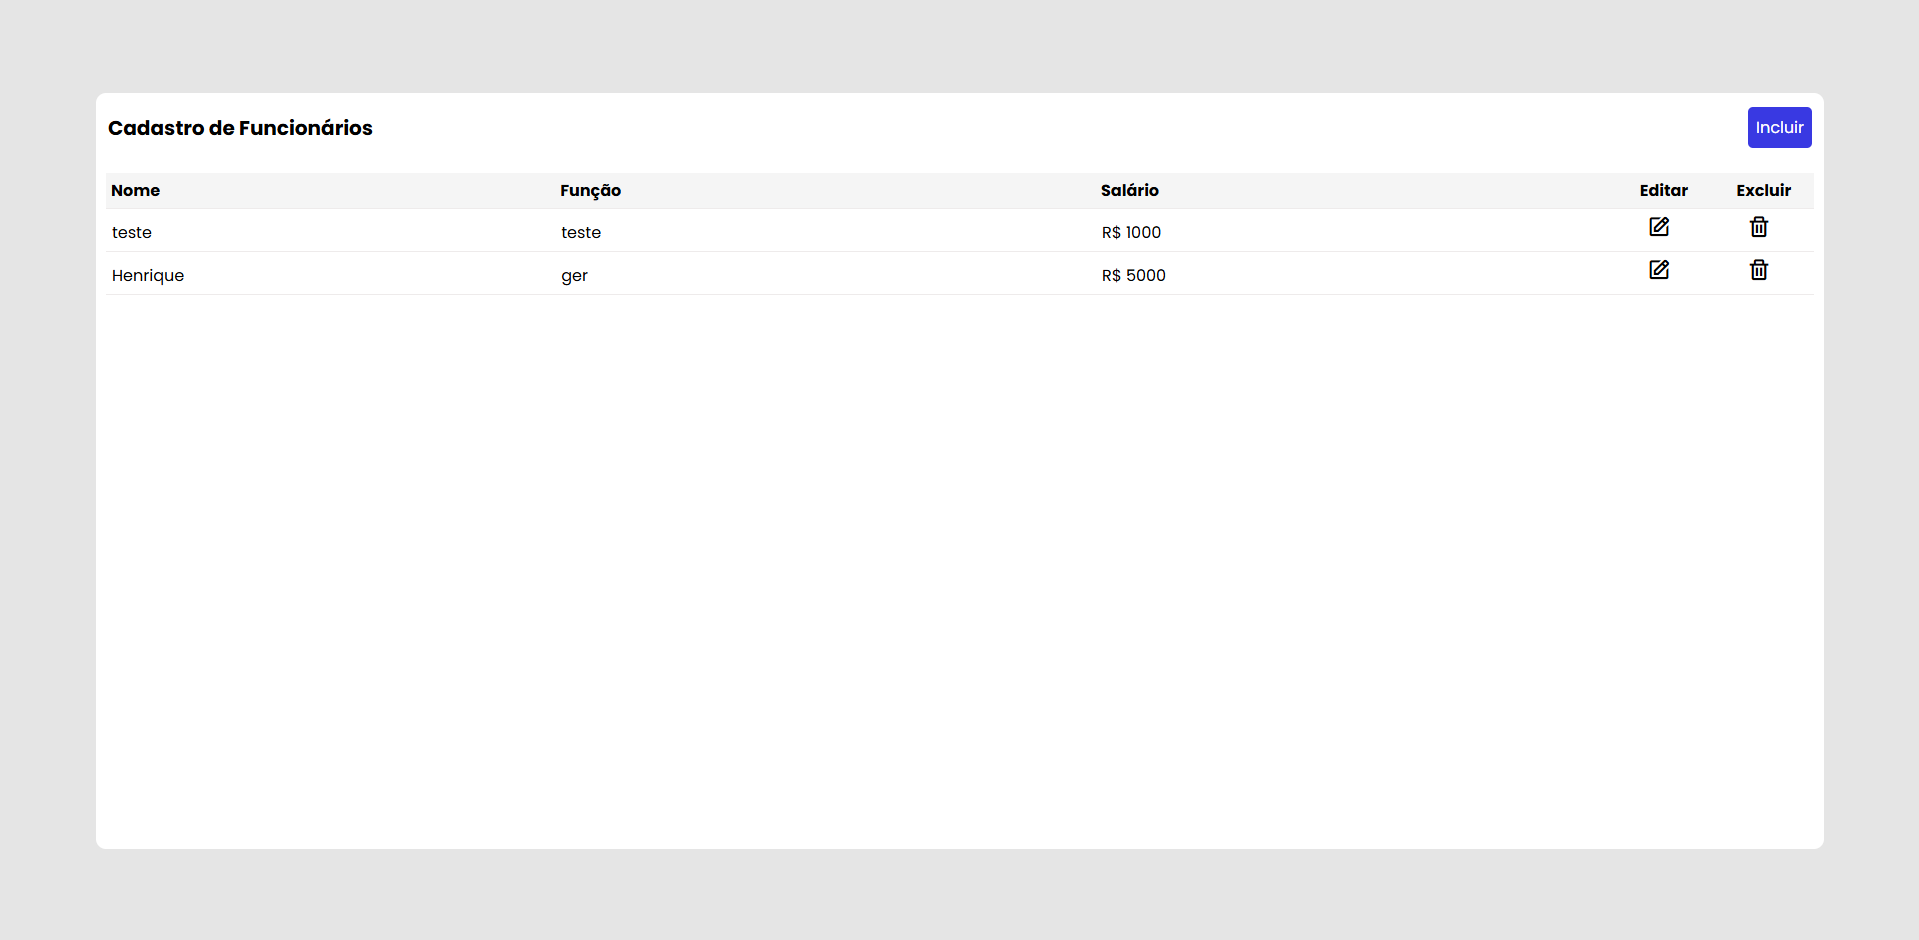 Cadastro de Funcionários Incluir
Nome Função Salário Editar Excluir
teste teste R$ 1000
Henrique ger R$ 5000